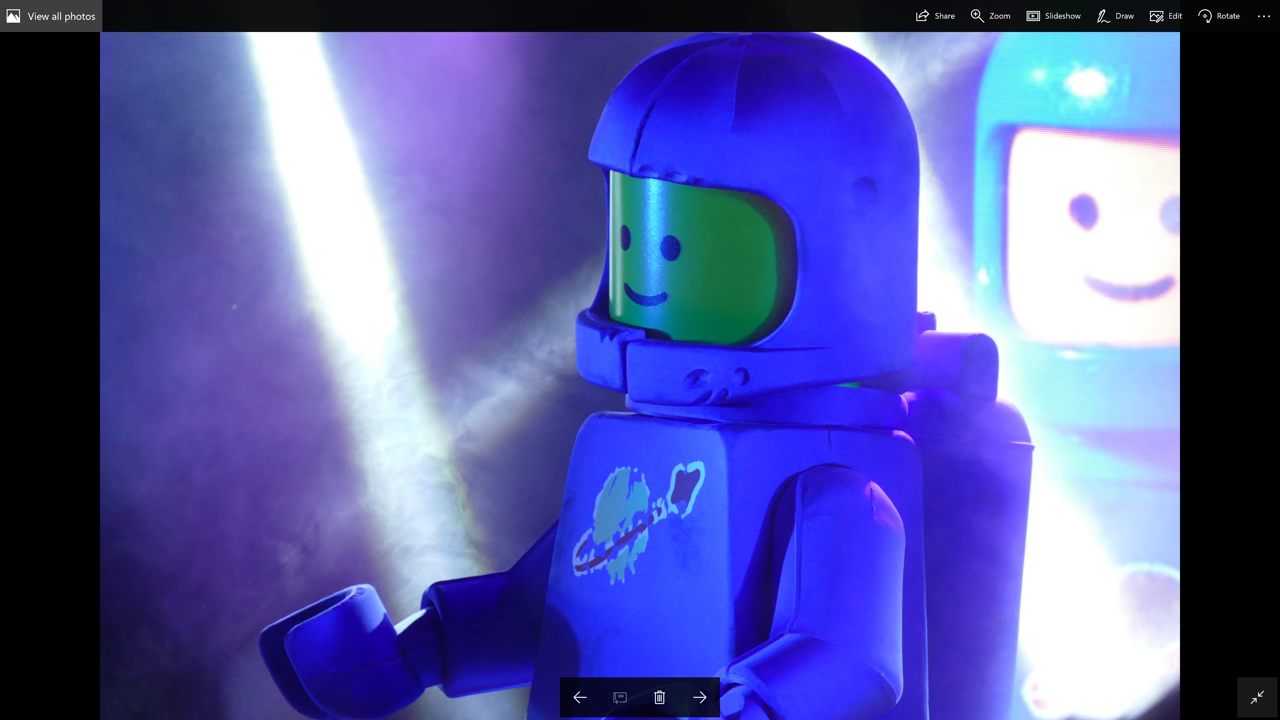 View all photos
Share
Zoom
Slideshow
Draw
Edit
Rotate